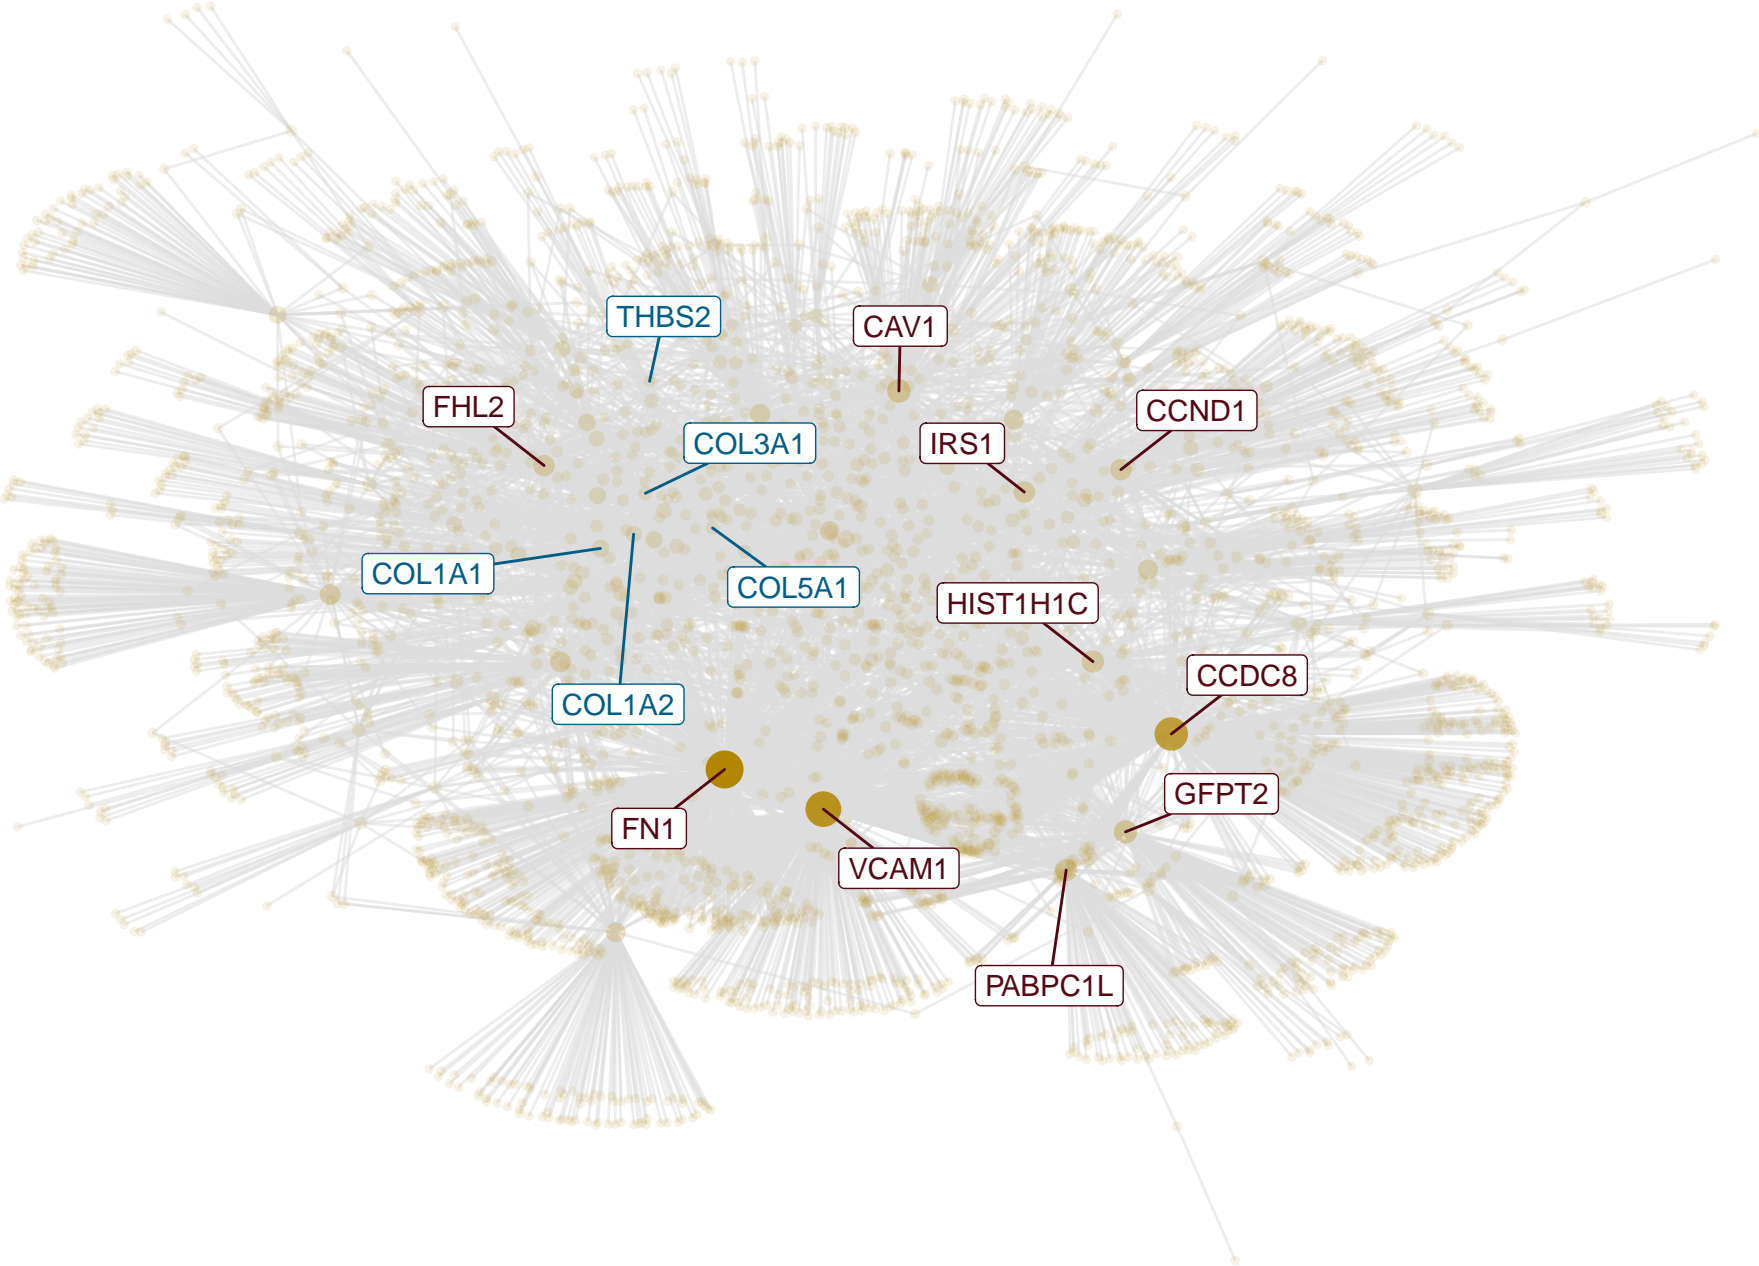 THBS2
CAV1
FHL2
CCND1
COL3A1
IRS1
COL1A1
COL5A1
HIST1H1C
CCDC8
COL1A2
GFPT2
FN1
VCAM1
PABPC1L